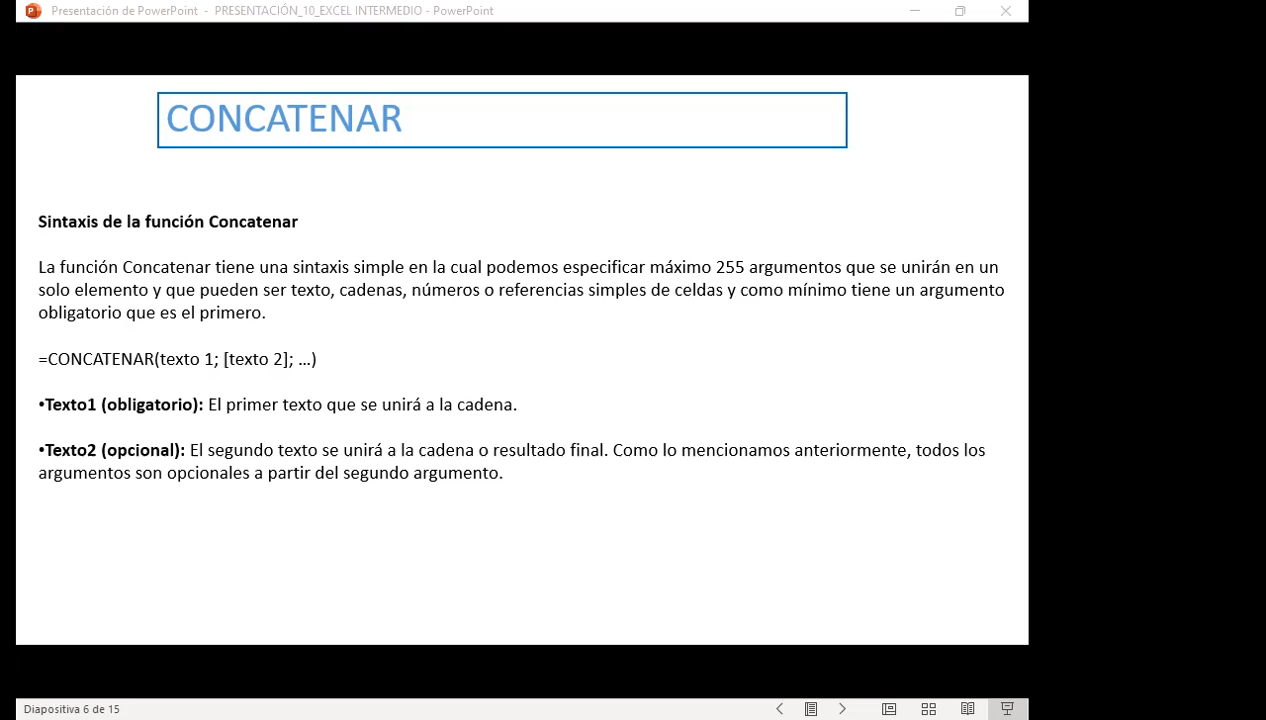 Presentación de PowerPoint - PRESENTACIÓN_10_EXCEL INTERMEDIO - PowerPoint
CONCATENAR
Sintaxis de la función Concatenar
La función Concatenar tiene una sintaxis simple en la cual podemos especificar máximo 255 argumentos que se unirán en un
solo elemento y que pueden ser texto, cadenas, números o referencias simples de celdas y como mínimo tiene un argumento
obligatorio que es el primero.
=CONCATENAR(texto 1; [texto 2]; …)
•Texto1 (obligatorio): El primer texto que se unirá a la cadena.
•Texto2 (opcional): El segundo texto se unirá a la cadena o resultado final. Como lo mencionamos anteriormente, todos los
argumentos son opcionales a partir del segundo argumento.
Diapositiva 6 de 15